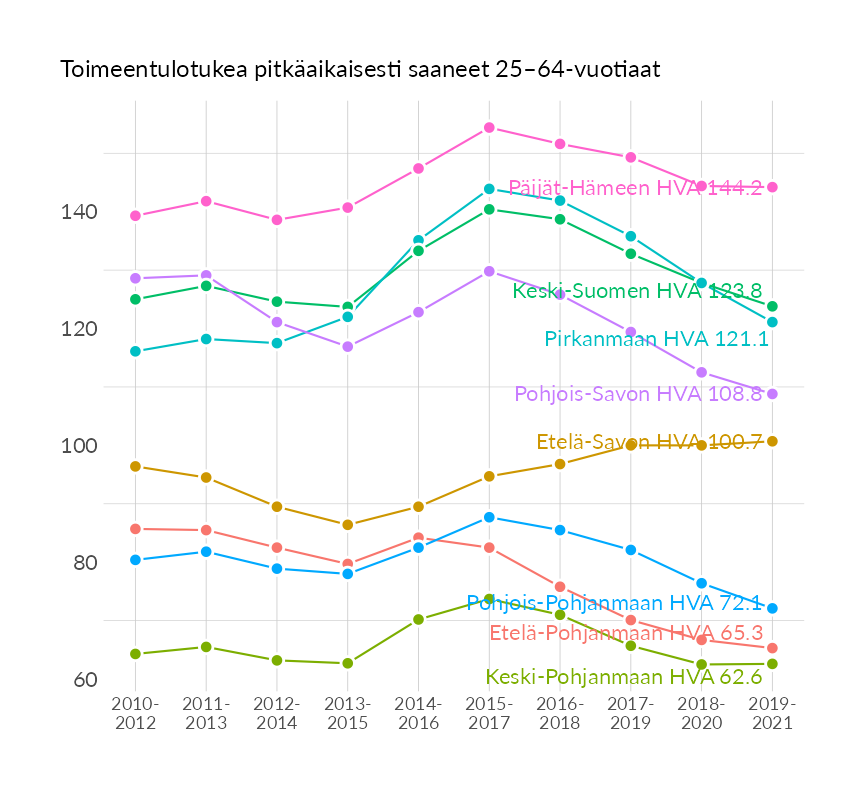 Toimeentulotukea pitkäaikaisesti saaneet 25–64-vuotiaat
140
120
100
80
60
Päijät-Hämeen HVA 144.2
Keski-Suomen HVA 123.8
Pirkanmaan HVA 121.1
Pohjois-Savon HVA 108.8
Etelä-Savon HVA 100.7
Pohjois-Pohjanmaan HVA 72.1
Etelä-Pohjanmaan HVA 65.3
Keski-Pohjanmaan HVA 62.6
2010- 2011- 2012- 2013- 2014- 2015- 2016- 2017- 2018- 2019-
2012 2013 2014 2015 2016 2017 2018 2019 2020 2021